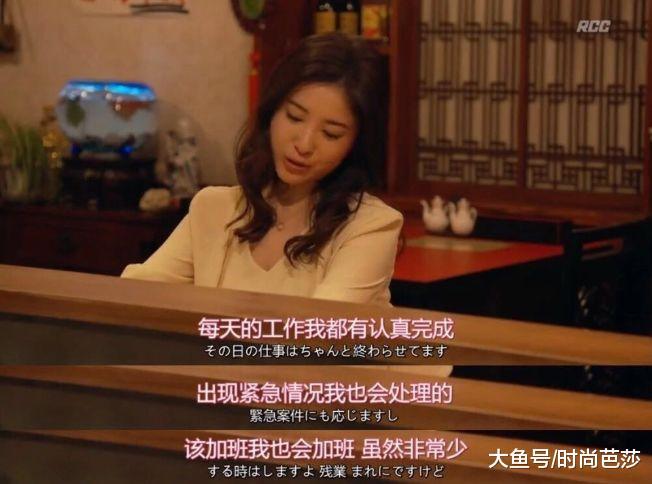 RCC
每天的工作我都有认真完成
その日の仕事はちゃんと終わらせてます
出现紧急情况我也会处理的
緊急案件にも応じますし
该加班我也会加班 虽然非常少
する時はしますよ 残業 まれにですけど
大鱼号/时尚芭莎